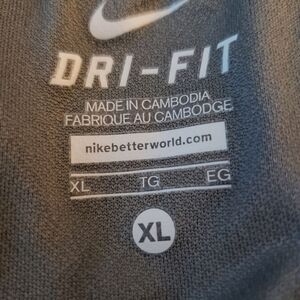 DRI-FIT
MADE IN CAMBODIA
FABRIQUE AU CAMBODGE
nikebetterworld.com
XL TG EG
XL